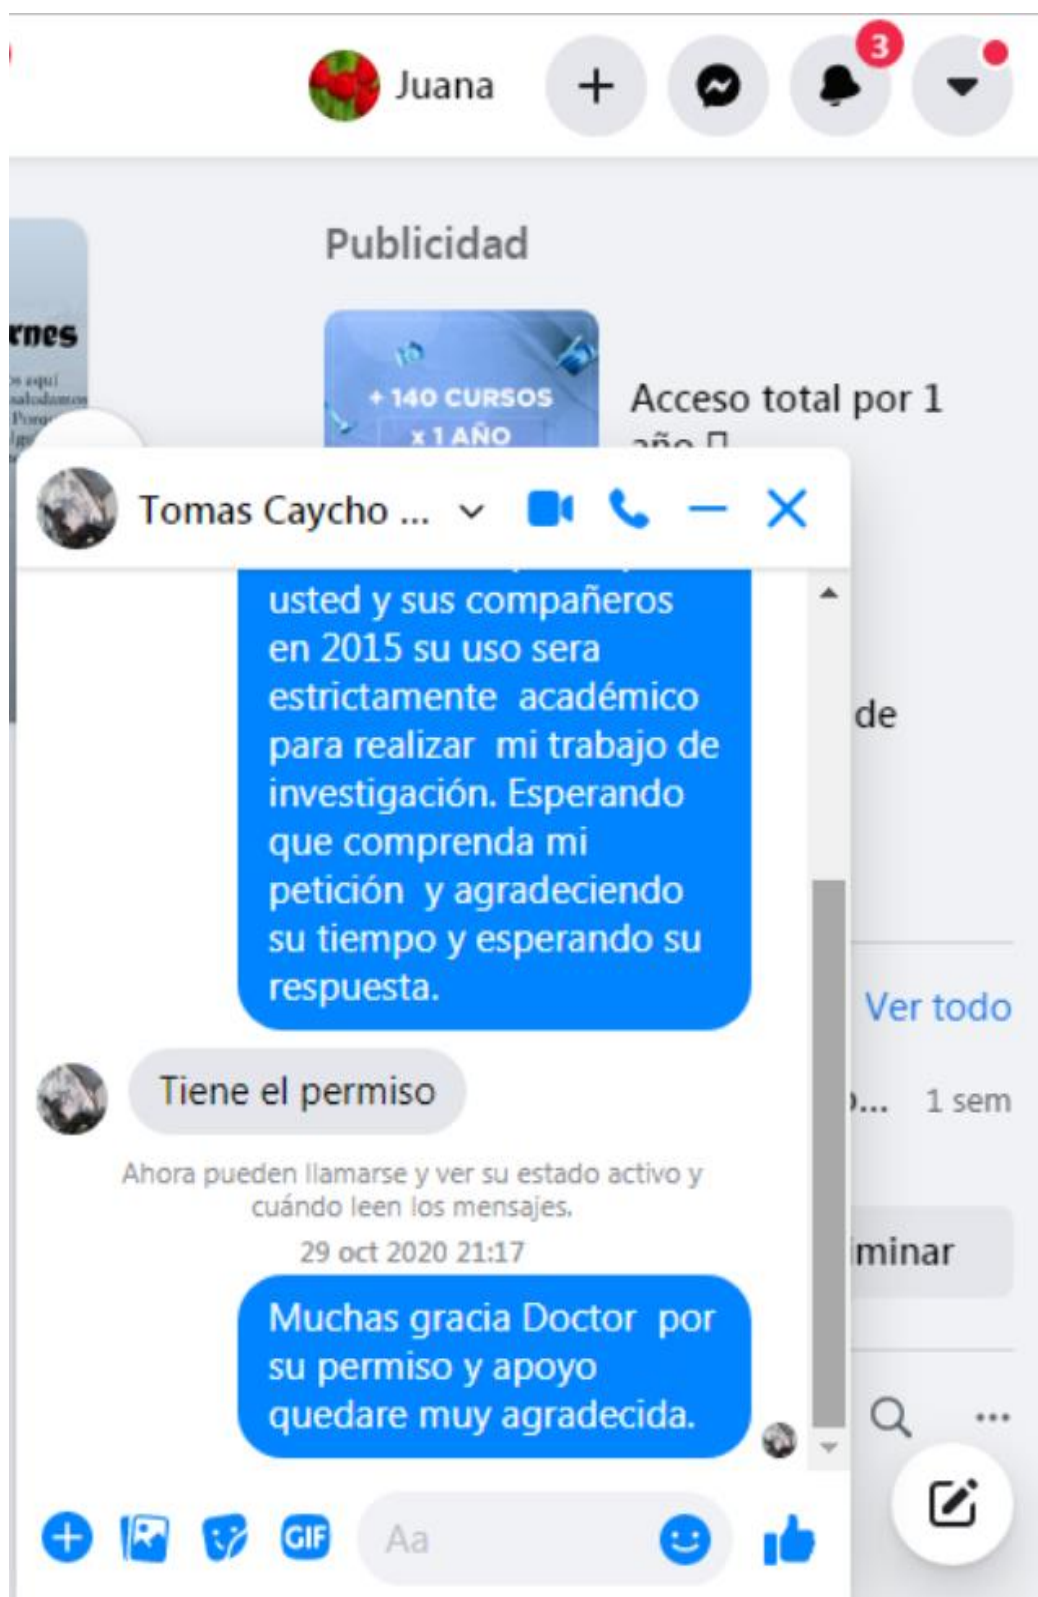 Juana
3
Publicidad
rnes
aquí
+ 140 CURSOS
x 1 AÑO
Acceso total por 1
año
Tomas Caycho ...
usted y sus compañeros
en 2015 su uso sera
estrictamente académico
para realizar mi trabajo de
investigación. Esperando
que comprenda mi
petición y agradeciendo
su tiempo y esperando su
respuesta.
de
Ver todo
... 1 sem
Tiene el permiso
Ahora pueden llamarse y ver su estado activo y
cuándo leen los mensajes.
29 oct 2020 21:17
iminar
Muchas gracia Doctor por
su permiso y apoyo
quedare muy agradecida.
GIF
Aa